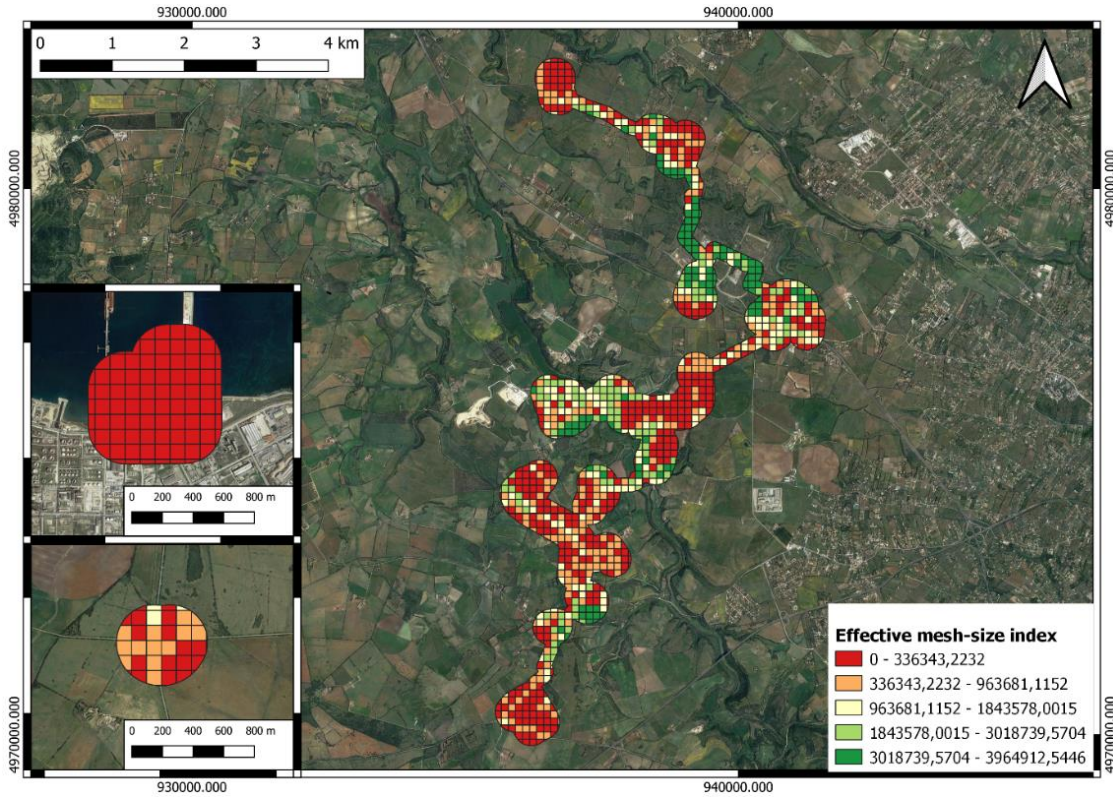 930000.000
940000.000
0 1 2 3 4 km
4980000.000
4980000.000
0 200 400 600 800 m
0 200 400 600 800 m
Effective mesh-size index
0 - 336343,2232
336343,2232 - 963681,1152
963681,1152 - 1843578,0015
1843578,0015 - 3018739,5704
3018739,5704 - 3964912,5446
4970000.000
4970000.000
930000.000
940000.000